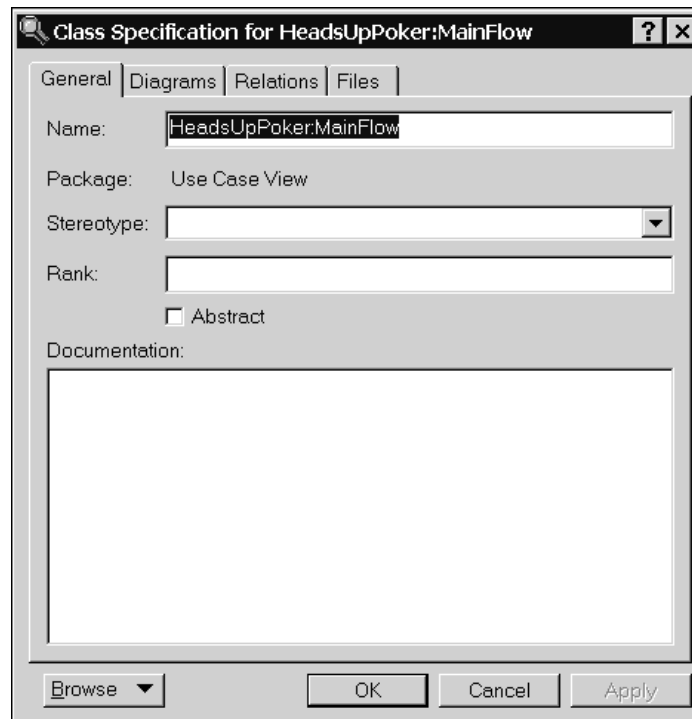 Class Specification for HeadsUpPoker:MainFlow ? ×
General Diagrams Relations Files
Name: HeadsUpPoker:MainFlow
Package: Use Case View
Stereotype:
Rank:
Abstract
Documentation:
Browse OK Cancel Apply